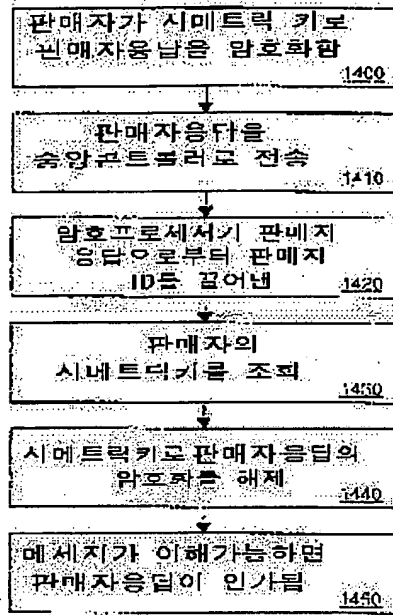 판매자가 시메트릭 키로
판매자응답을 암호화함
1400
판매자응답을
중앙콘트롤러로 전송
1410
암호프로세서가 판매자
응답으로부터 판매자
ID를 끌어냄
1420
판매자의
시메트릭키를 조회
1430
시메트릭키로 판매자응답의
암호화를 해제
1440
메세지가 이해가능하면
판매자응답이 인가됨
1450